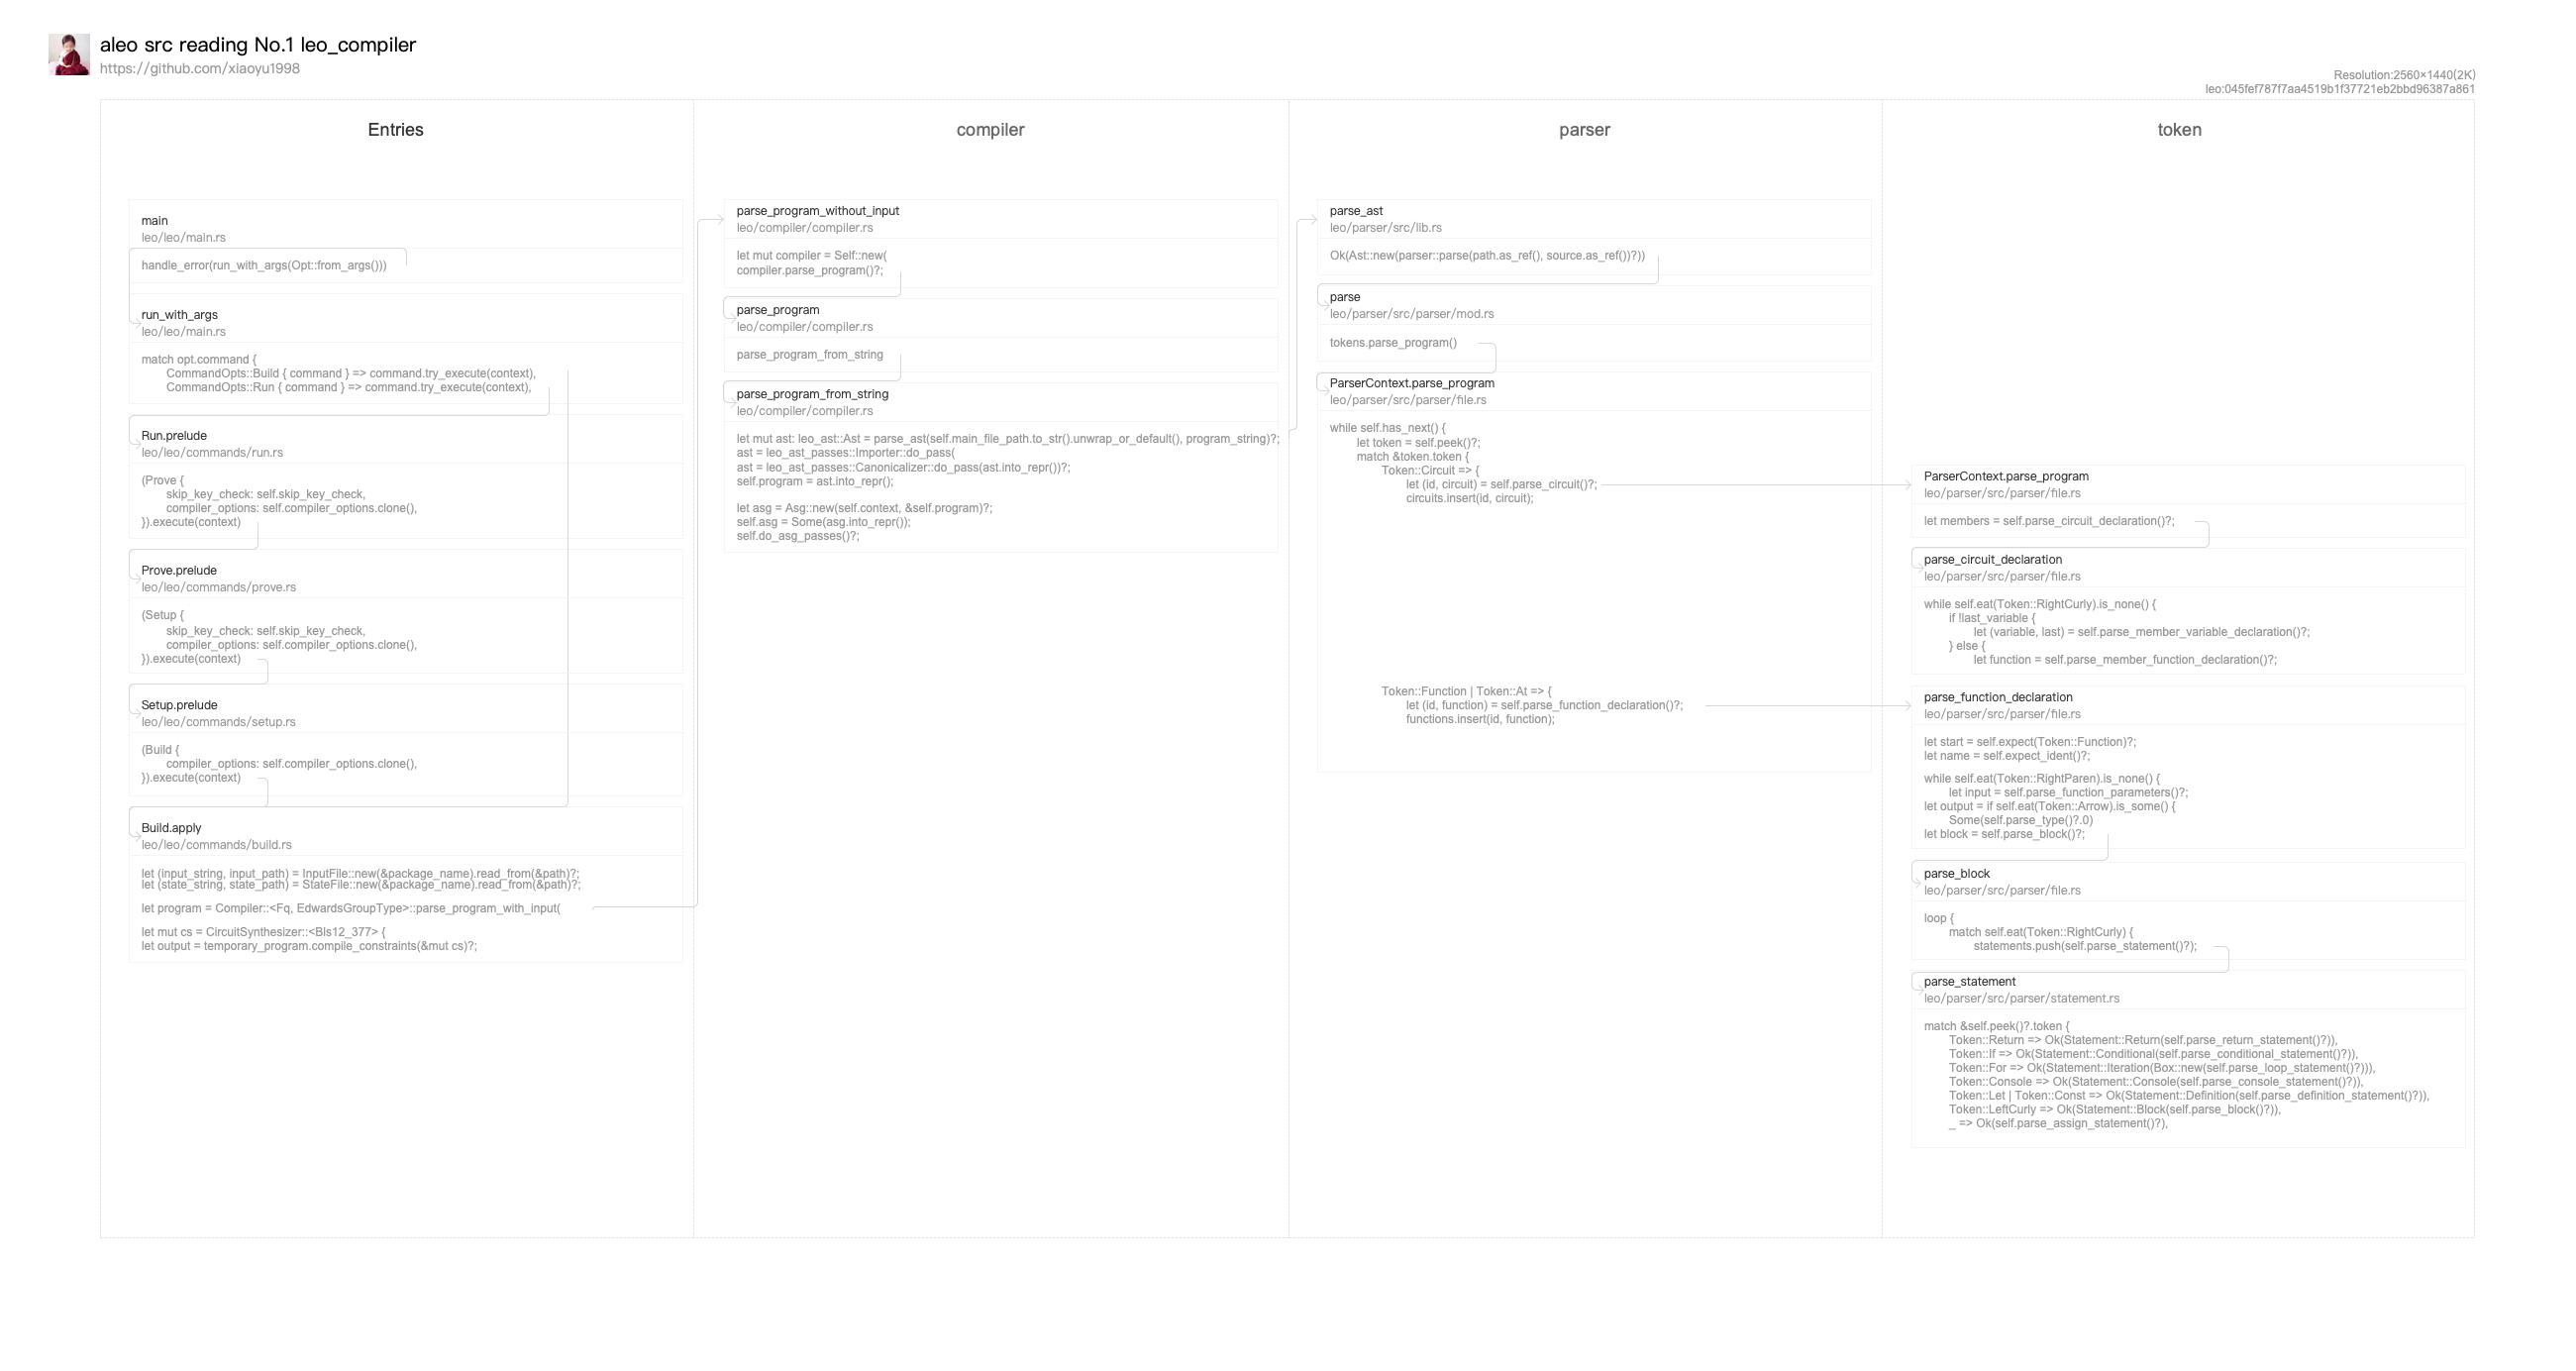 aleo src reading No.1 leo_compiler
https://github.com/xiaoyu1998
Resolution:2560×1440(2K)
leo:045fef787f7aa4519b1f37721eb2bbd96387a861
Entries
main
leo/leo/main.rs
handle_error(run_with_args(Opt::from_args()))
run_with_args
leo/leo/main.rs
match opt.command {
CommandOpts::Build { command } => command.try_execute(context),
CommandOpts::Run { command } => command.try_execute(context),
Run.prelude
leo/leo/commands/run.rs
(Prove {
skip_key_check: self.skip_key_check,
compiler_options: self.compiler_options.clone(),
}).execute(context)
Prove.prelude
leo/leo/commands/prove.rs
(Setup {
skip_key_check: self.skip_key_check,
compiler_options: self.compiler_options.clone(),
}).execute(context)
Setup.prelude
leo/leo/commands/setup.rs
(Build {
compiler_options: self.compiler_options.clone(),
}).execute(context)
Build.apply
leo/leo/commands/build.rs
let (input_string, input_path) = InputFile::new(&package_name).read_from(&path)?;
let (state_string, state_path) = StateFile::new(&package_name).read_from(&path)?;
let program = Compiler::<Fq, EdwardsGroupType>::parse_program_with_input(
let mut cs = CircuitSynthesizer::<Bls12_377> {
let output = temporary_program.compile_constraints(&mut cs)?;
compiler
parse_program_without_input
leo/compiler/compiler.rs
let mut compiler = Self::new(
compiler.parse_program()?;
parse_program
leo/compiler/compiler.rs
parse_program_from_string
parse_program_from_string
leo/compiler/compiler.rs
let mut ast: leo_ast::Ast = parse_ast(self.main_file_path.to_str().unwrap_or_default(), program_string)?;
ast = leo_ast_passes::Importer::do_pass(
ast = leo_ast_passes::Canonicalizer::do_pass(ast.into_repr())?;
self.program = ast.into_repr();
let asg = Asg::new(self.context, &self.program)?;
self.asg = Some(asg.into_repr());
self.do_asg_passes()?;
parser
parse_ast
leo/parser/src/lib.rs
Ok(Ast::new(parser::parse(path.as_ref(), source.as_ref())?))
parse
leo/parser/src/parser/mod.rs
tokens.parse_program()
ParserContext.parse_program
leo/parser/src/parser/file.rs
while self.has_next() {
let token = self.peek()?;
match &token.token {
Token::Circuit => {
let (id, circuit) = self.parse_circuit()?;
circuits.insert(id, circuit);
Token::Function | Token::At => {
let (id, function) = self.parse_function_declaration()?;
functions.insert(id, function);
token
ParserContext.parse_program
leo/parser/src/parser/file.rs
let members = self.parse_circuit_declaration()?;
parse_circuit_declaration
leo/parser/src/parser/file.rs
while self.eat(Token::RightCurly).is_none() {
if !last_variable {
let (variable, last) = self.parse_member_variable_declaration()?;
} else {
let function = self.parse_member_function_declaration()?;
parse_function_declaration
leo/parser/src/parser/file.rs
let start = self.expect(Token::Function)?;
let name = self.expect_ident()?;
while self.eat(Token::RightParen).is_none() {
let input = self.parse_function_parameters()?;
let output = if self.eat(Token::Arrow).is_some() {
Some(self.parse_type()?.0)
let block = self.parse_block()?;
parse_block
leo/parser/src/parser/file.rs
loop {
match self.eat(Token::RightCurly) {
statements.push(self.parse_statement()?);
parse_statement
leo/parser/src/parser/statement.rs
match &self.peek()?.token {
Token::Return => Ok(Statement::Return(self.parse_return_statement()?)),
Token::If => Ok(Statement::Conditional(self.parse_conditional_statement()?)),
Token::For => Ok(Statement::Iteration(Box::new(self.parse_loop_statement()?))),
Token::Console => Ok(Statement::Console(self.parse_console_statement()?)),
Token::Let | Token::Const => Ok(Statement::Definition(self.parse_definition_statement()?)),
Token::LeftCurly => Ok(Statement::Block(self.parse_block()?)),
_ => Ok(self.parse_assign_statement()?),